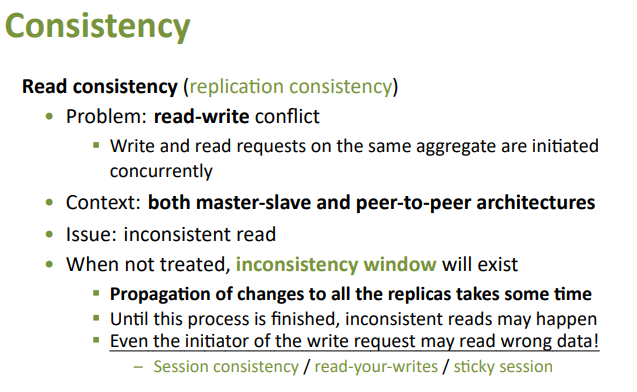 Consistency
Read consistency (replication consistency)
• Problem: read-write conflict
▪ Write and read requests on the same aggregate are initiated
concurrently
• Context: both master-slave and peer-to-peer architectures
• Issue: inconsistent read
• When not treated, inconsistency window will exist
▪ Propagation of changes to all the replicas takes some time
▪ Until this process is finished, inconsistent reads may happen
▪ Even the initiator of the write request may read wrong data!
– Session consistency / read-your-writes / sticky session